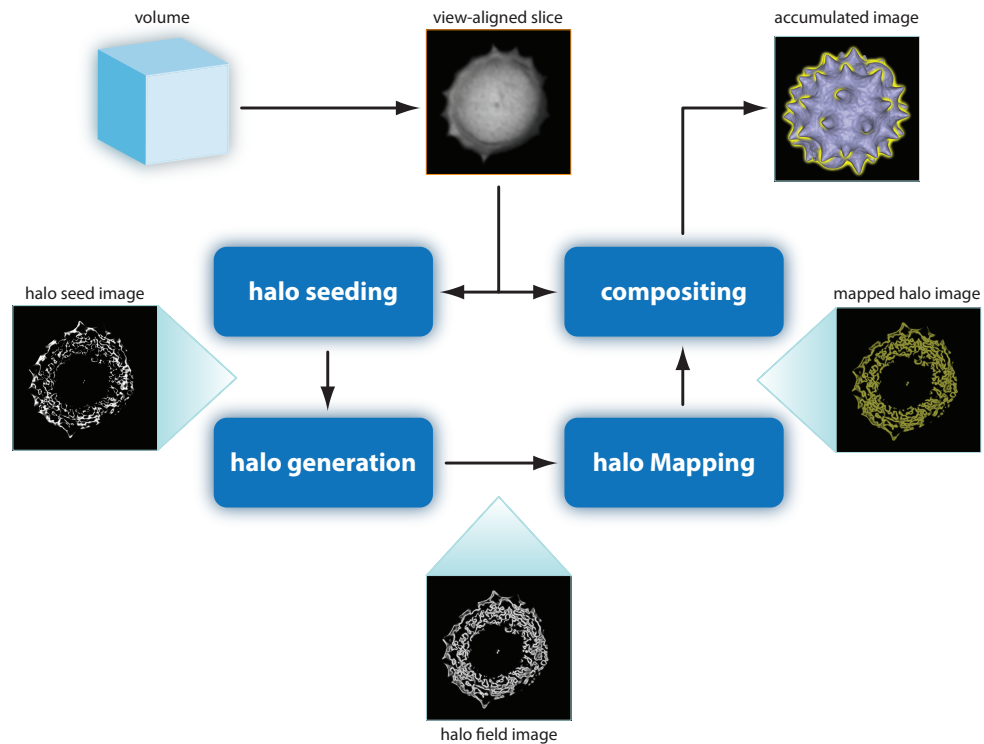 volume
view-aligned slice
accumulated image
halo seeding
compositing
halo seed image
mapped halo image
halo generation
halo Mapping
halo field image